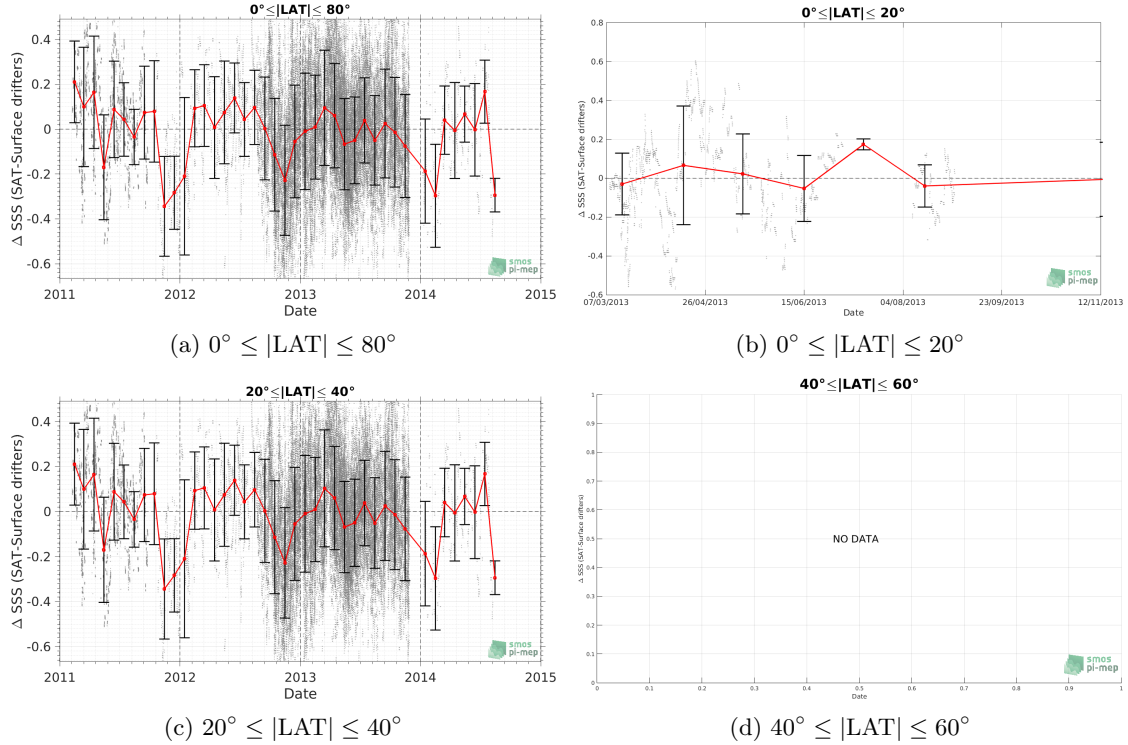 0°≤|LAT|≤ 80°
Δ SSS (SAT-Surface drifters)
0.4
0.2
0
-0.2
-0.4
-0.6
2011 2012 2013 2014 2015
Date
smos
pi-mep
(a) 0° ≤ |LAT| ≤ 80°
0°≤|LAT|≤ 20°
Δ SSS (SAT-Surface drifters)
0.8
0.6
0.4
0.2
0
-0.2
-0.4
-0.6
07/03/2013 26/04/2013 15/06/2013 04/08/2013 23/09/2013 12/11/2013
Date
smos
pi-mep
(b) 0° ≤ |LAT| ≤ 20°
20°≤|LAT|≤ 40°
Δ SSS (SAT-Surface drifters)
0.4
0.2
0
-0.2
-0.4
-0.6
2011 2012 2013 2014 2015
Date
smos
pi-mep
(c) 20° ≤ |LAT| ≤ 40°
40°≤|LAT|≤ 60°
Δ SSS (SAT-Surface drifters)
1
0.9
0.8
0.7
0.6
0.5
0.4
0.3
0.2
0.1
0
NO DATA
0 0.1 0.2 0.3 0.4 0.5 0.6 0.7 0.8 0.9 1
Date
smos
pi-mep
(d) 40° ≤ |LAT| ≤ 60°